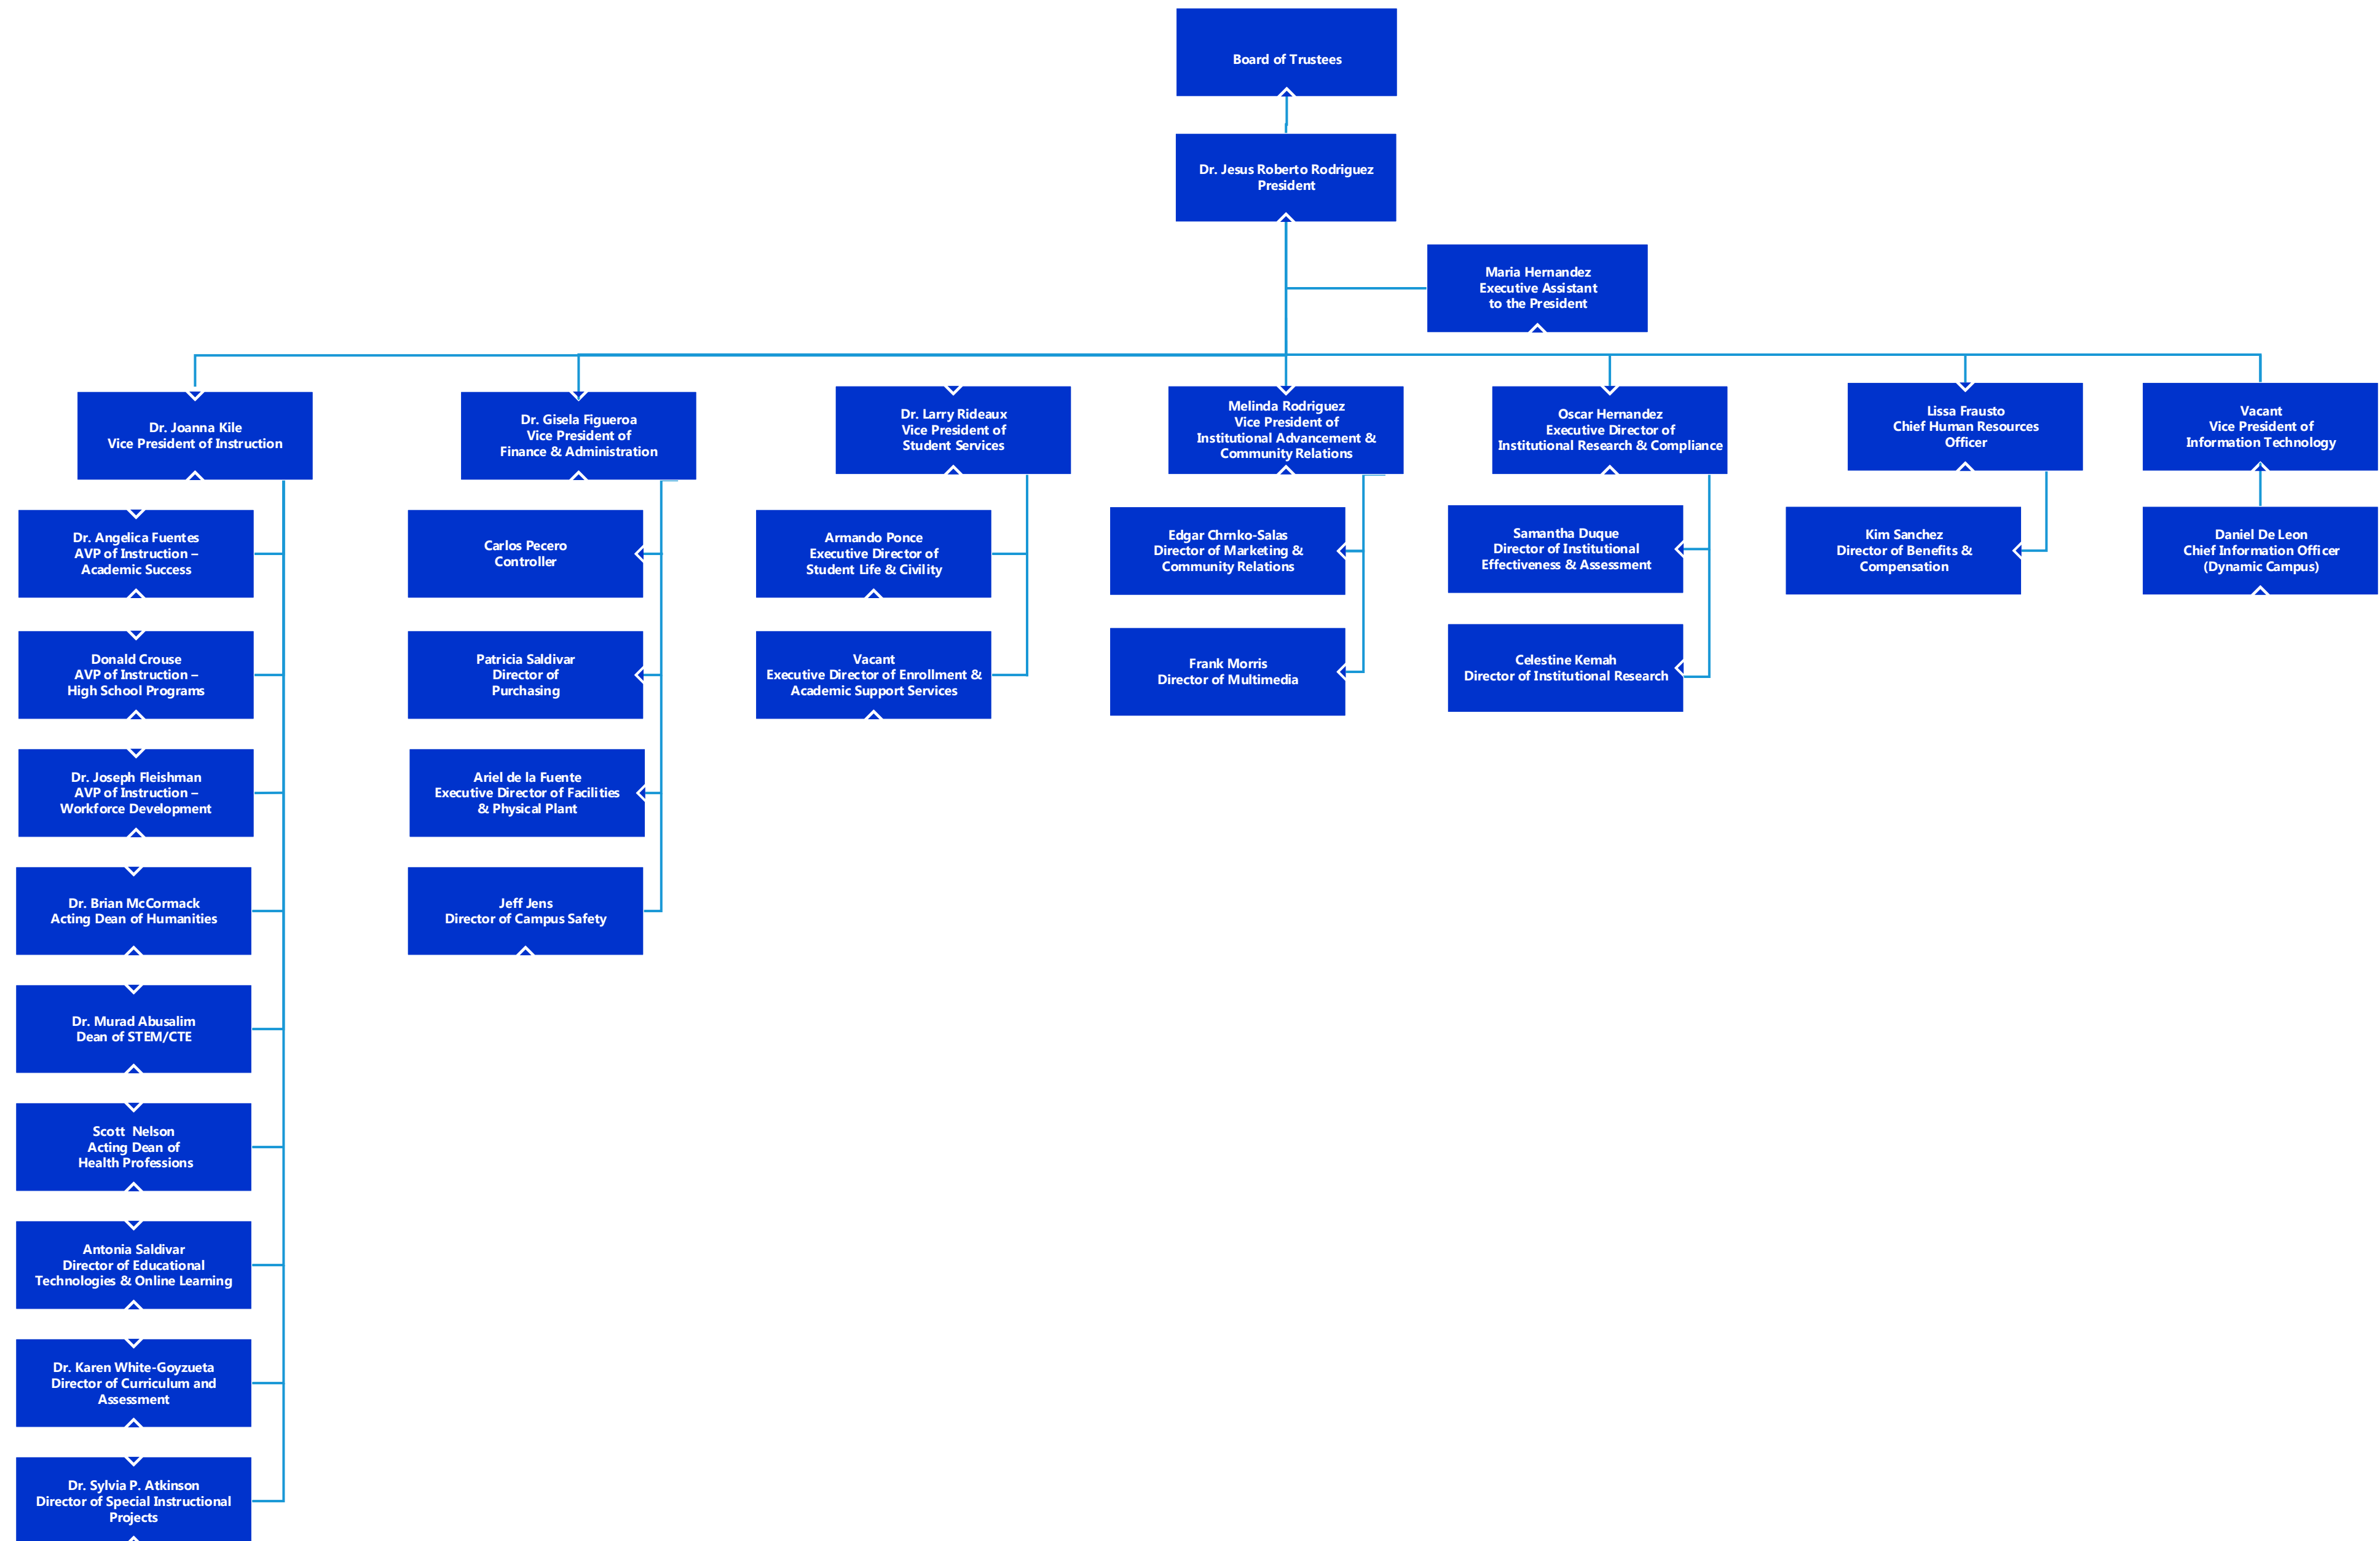 Board of Trustees
Dr. Jesus Roberto Rodriguez
President
Maria Hernandez
Executive Assistant
to the President
Dr. Joanna Kile
Vice President of Instruction
Dr. Gisela Figueroa
Vice President of
Finance & Administration
Dr. Larry Rideaux
Vice President of
Student Services
Melinda Rodriguez
Vice President of
Institutional Advancement &
Community Relations
Oscar Hernandez
Executive Director of
Institutional Research & Compliance
Lissa Frausto
Chief Human Resources
Officer
Vacant
Vice President of
Information Technology
Dr. Angelica Fuentes
AVP of Instruction –
Academic Success
Carlos Pecero
Controller
Armando Ponce
Executive Director of
Student Life & Civility
Edgar Chrnko-Salas
Director of Marketing &
Community Relations
Samantha Duque
Director of Institutional
Effectiveness & Assessment
Kim Sanchez
Director of Benefits &
Compensation
Daniel De Leon
Chief Information Officer
(Dynamic Campus)
Donald Crouse
AVP of Instruction –
High School Programs
Patricia Saldivar
Director of
Purchasing
Vacant
Executive Director of Enrollment &
Academic Support Services
Frank Morris
Director of Multimedia
Celestine Kemah
Director of Institutional Research
Dr. Joseph Fleishman
AVP of Instruction –
Workforce Development
Ariel de la Fuente
Executive Director of Facilities
& Physical Plant
Dr. Brian McCormack
Acting Dean of Humanities
Jeff Jens
Director of Campus Safety
Dr. Murad Abusalim
Dean of STEM/CTE
Scott Nelson
Acting Dean of
Health Professions
Antonia Saldivar
Director of Educational
Technologies & Online Learning
Dr. Karen White-Goyzueta
Director of Curriculum and
Assessment
Dr. Sylvia P. Atkinson
Director of Special Instructional
Projects